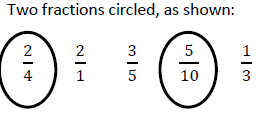 Two fractions circled, as shown:
2/4 2/1 3/5 5/10 1/3